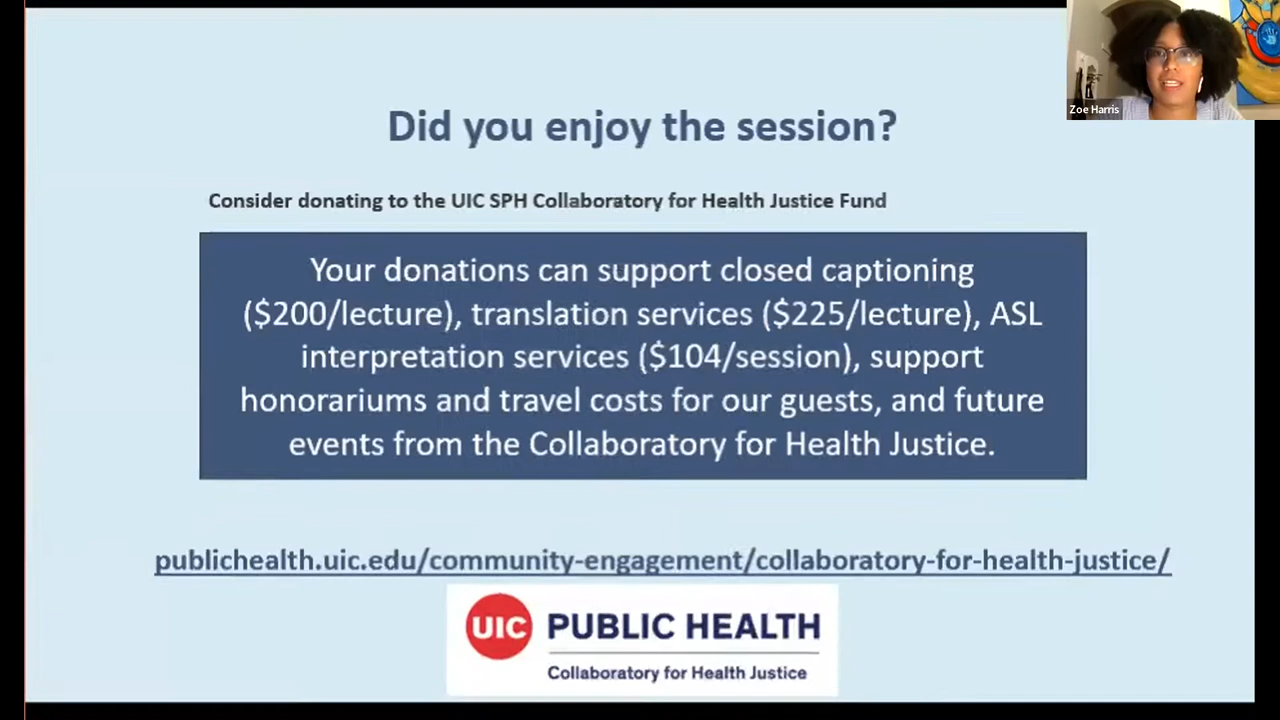 Zoe Harris
Did you enjoy the session?
Consider donating to the UIC SPH Collaboratory for Health Justice Fund
Your donations can support closed captioning
($200/lecture), translation services ($225/lecture), ASL
interpretation services ($104/session), support
honorariums and travel costs for our guests, and future
events from the Collaboratory for Health Justice.
publichealth.uic.edu/community-engagement/collaboratory-for-health-justice/
UIC PUBLIC HEALTH
Collaboratory for Health Justice